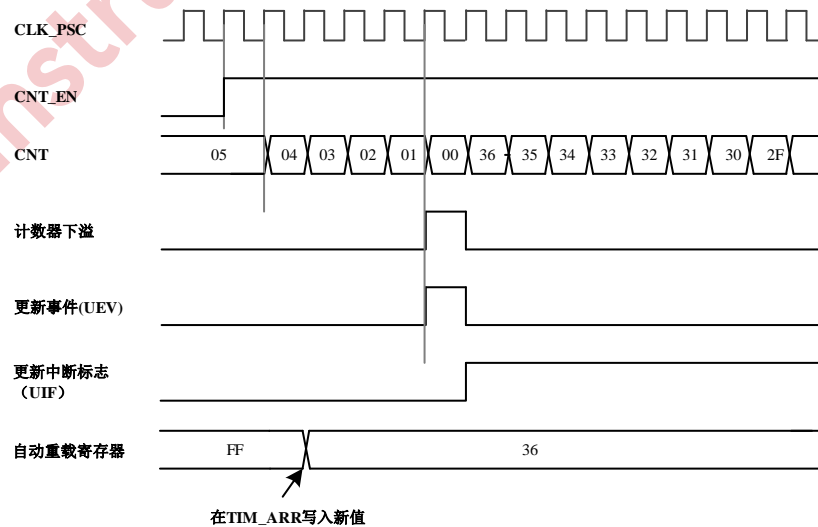 CLK_PSC
CNT_EN
CNT 05 04 03 02 01 00 36 35 34 33 32 31 30 2F
计数器下溢
更新事件(UEV)
更新中断标志
（UIF）
自动重载寄存器 FF 36
在TIM_ARR写入新值